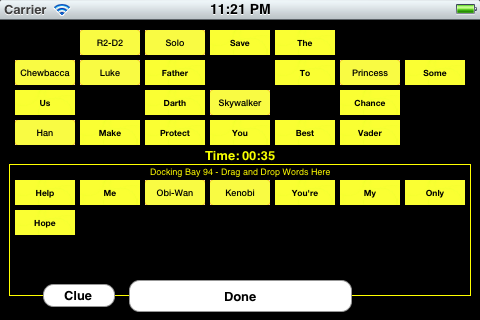 Carrier 11:21 PM
R2-D2 Solo Save The
Chewbacca Luke Father To Princess Some
Us Darth Skywalker Chance
Han Make Protect You Best Vader
Time: 00:35
Docking Bay 94 - Drag and Drop Words Here
Help Me Obi-Wan Kenobi You're My Only
Hope
Clue Done